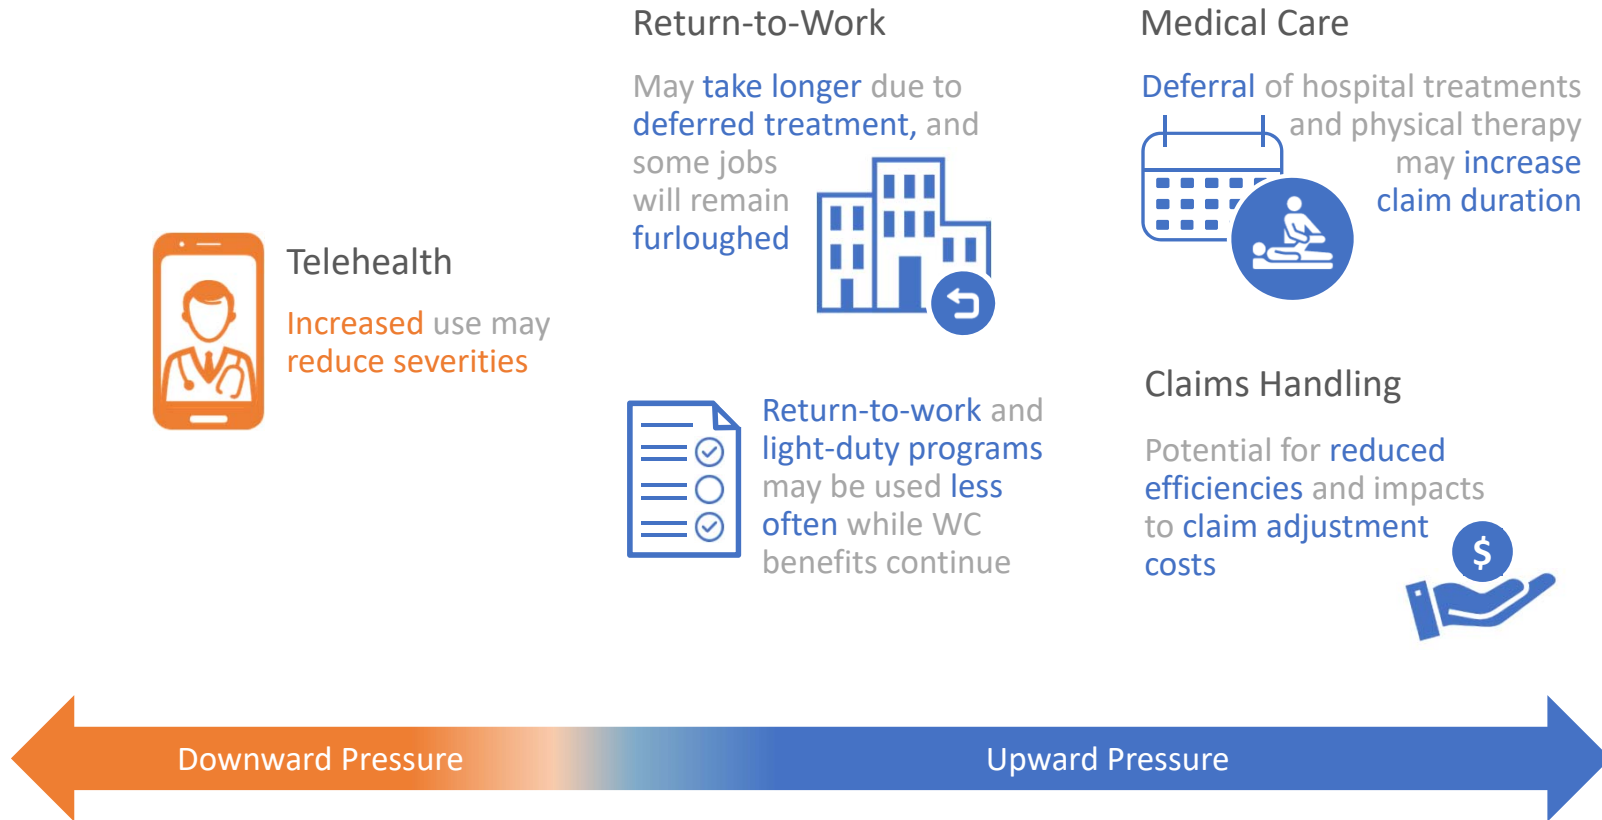 Telehealth
Increased use may
reduce severities
Return-to-Work
May take longer due to
deferred treatment, and
some jobs
will remain
furloughed
Return-to-work and
light-duty programs
may be used less
often while WC
benefits continue
Medical Care
Deferral of hospital treatments
and physical therapy
may increase
claim duration
Claims Handling
Potential for reduced
efficiencies and impacts
to claim adjustment
costs
$
Downward Pressure
Upward Pressure